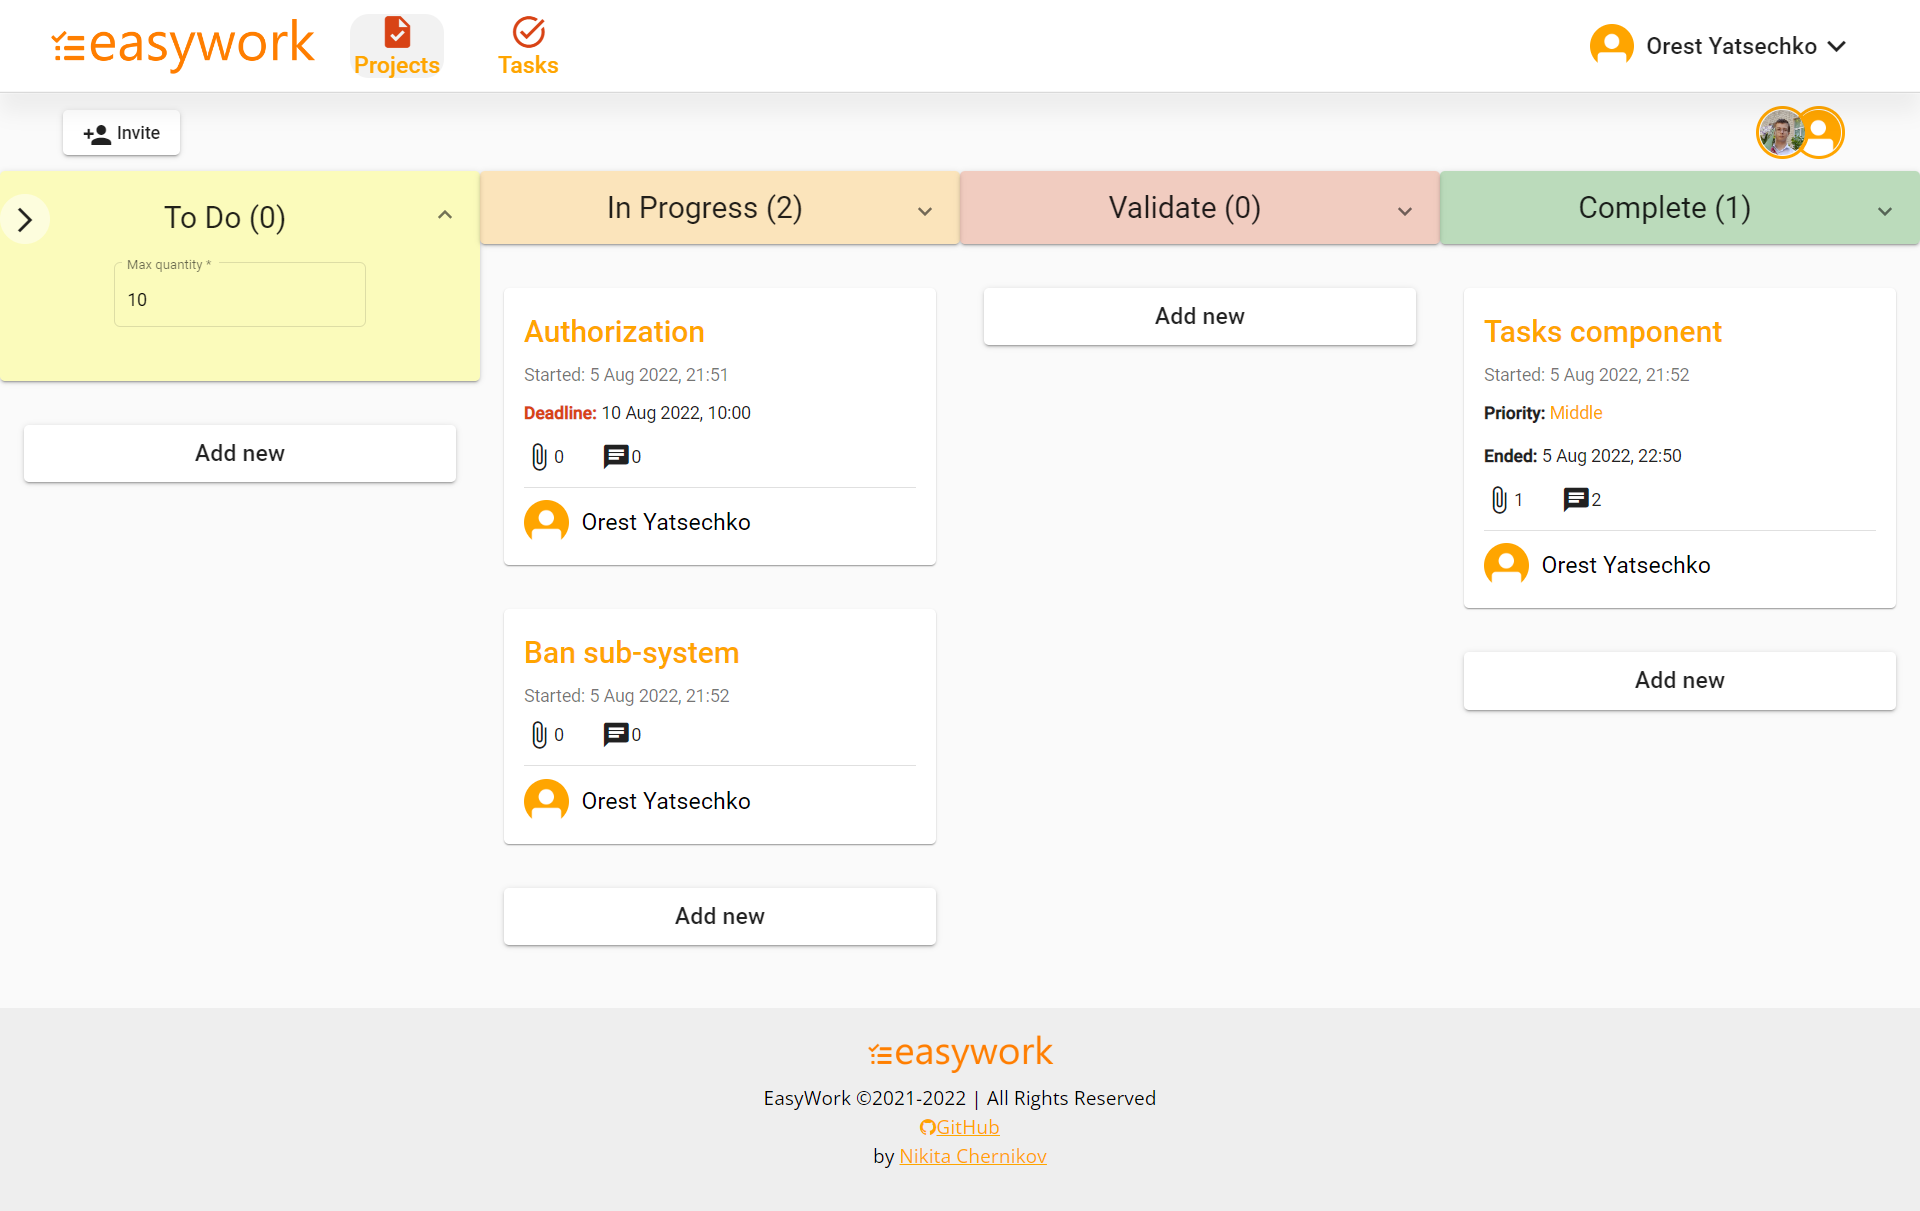 easywork
Projects
Tasks
Orest Yatsechko
Invite
To Do (0)
Max quantity *
10
Add new
In Progress (2)
Authorization
Started: 5 Aug 2022, 21:51
Deadline: 10 Aug 2022, 10:00
0 0
Orest Yatsechko
Ban sub-system
Started: 5 Aug 2022, 21:52
0 0
Orest Yatsechko
Add new
Validate (0)
Add new
Complete (1)
Tasks component
Started: 5 Aug 2022, 21:52
Priority: Middle
Ended: 5 Aug 2022, 22:50
1 2
Orest Yatsechko
Add new
easywork
EasyWork ©2021-2022 | All Rights Reserved
GitHub
by Nikita Chernikov